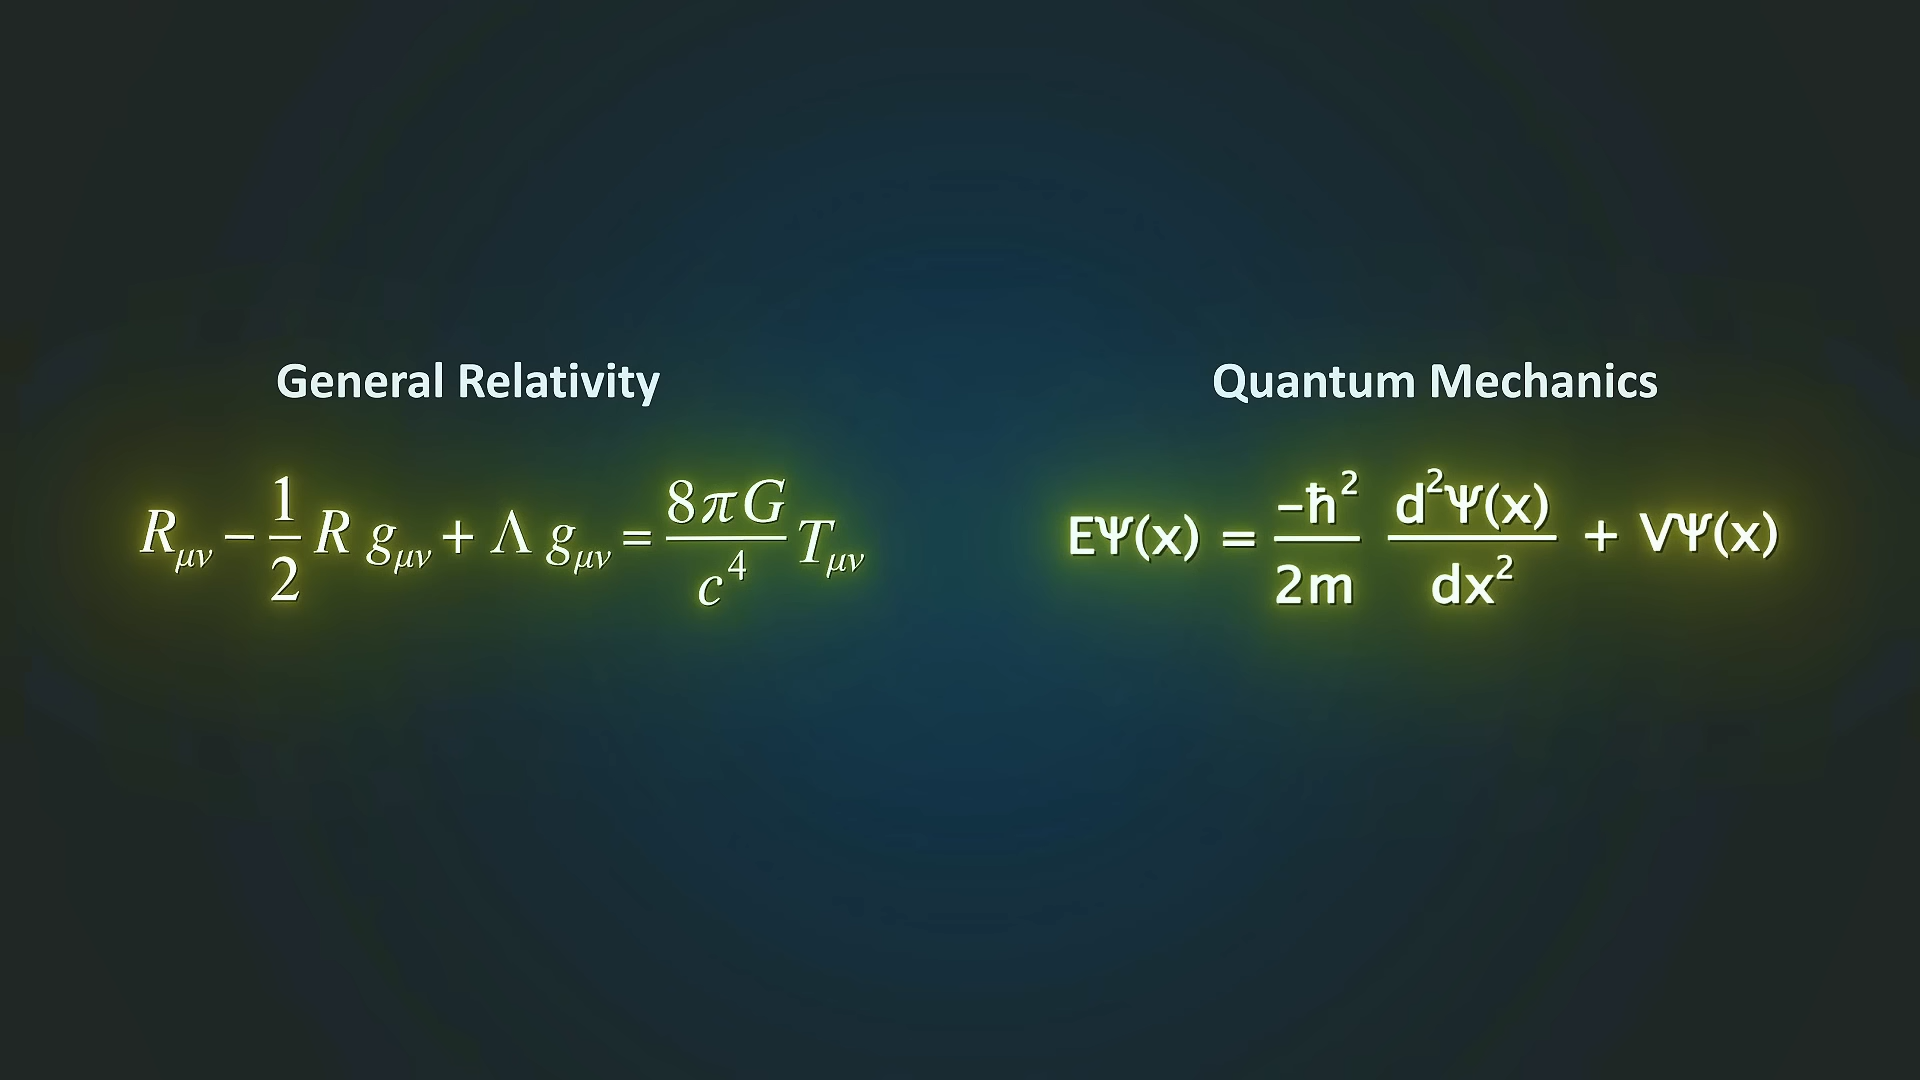 General Relativity
R_μν − 1/2 R g_μν + Λ g_μν = 8πG/c⁴ T_μν
Quantum Mechanics
EΨ(x) = −ħ²/2m d²Ψ(x)/dx² + VΨ(x)